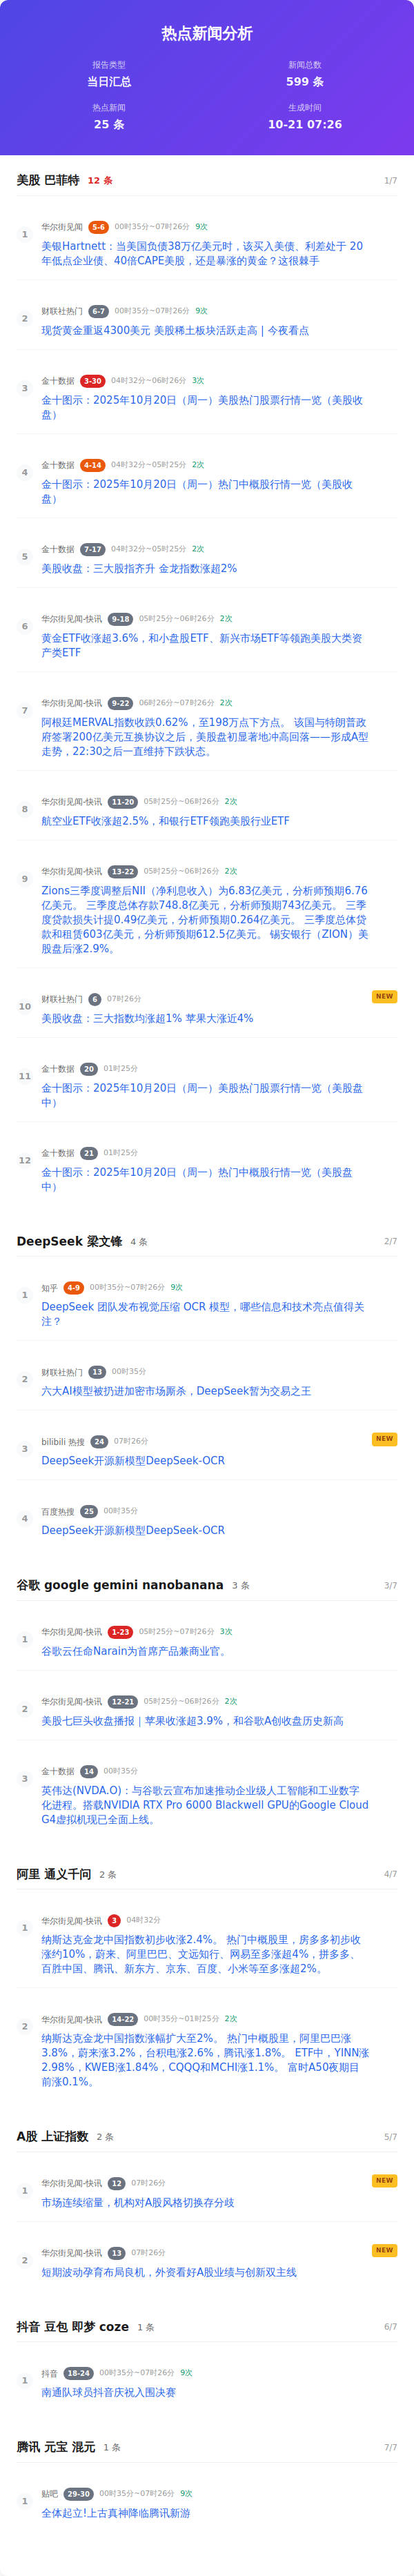 热点新闻分析
报告类型 新闻总数
当日汇总 599 条
热点新闻 生成时间
25 条 10-21 07:26
美股 巴菲特 12 条 1/7
1 华尔街见闻 5-6 00时35分~07时26分 9次
美银Hartnett：当美国负债38万亿美元时，该买入美债、利差处于 20
年低点企业债、40倍CAPE美股，还是暴涨的黄金？这很棘手
2 财联社热门 6-7 00时35分~07时26分 9次
现货黄金重返4300美元 美股稀土板块活跃走高 | 今夜看点
3 金十数据 3-30 04时32分~06时26分 3次
金十图示：2025年10月20日（周一）美股热门股票行情一览（美股收
盘）
4 金十数据 4-14 04时32分~05时25分 2次
金十图示：2025年10月20日（周一）热门中概股行情一览（美股收
盘）
5 金十数据 7-17 04时32分~05时25分 2次
美股收盘：三大股指齐升 金龙指数涨超2%
6 华尔街见闻-快讯 9-18 05时25分~06时26分 2次
黄金ETF收涨超3.6%，和小盘股ETF、新兴市场ETF等领跑美股大类资
产类ETF
7 华尔街见闻-快讯 9-22 06时26分~07时26分 2次
阿根廷MERVAL指数收跌0.62%，至198万点下方点。 该国与特朗普政
府签署200亿美元互换协议之后，美股盘初显著地冲高回落——形成A型
走势，22:30之后一直维持下跌状态。
8 华尔街见闻-快讯 11-20 05时25分~06时26分 2次
航空业ETF收涨超2.5%，和银行ETF领跑美股行业ETF
9 华尔街见闻-快讯 13-22 05时25分~06时26分 2次
Zions三季度调整后NII（净利息收入）为6.83亿美元，分析师预期6.76
亿美元。 三季度总体存款748.8亿美元，分析师预期743亿美元。 三季
度贷款损失计提0.49亿美元，分析师预期0.264亿美元。 三季度总体贷
款和租赁603亿美元，分析师预期612.5亿美元。 锡安银行（ZION）美
股盘后涨2.9%。
10 财联社热门 6 07时26分 NEW
美股收盘：三大指数均涨超1% 苹果大涨近4%
11 金十数据 20 01时25分
金十图示：2025年10月20日（周一）美股热门股票行情一览（美股盘
中）
12 金十数据 21 01时25分
金十图示：2025年10月20日（周一）热门中概股行情一览（美股盘
中）
DeepSeek 梁文锋 4 条 2/7
1 知乎 4-9 00时35分~07时26分 9次
DeepSeek 团队发布视觉压缩 OCR 模型，哪些信息和技术亮点值得关
注？
2 财联社热门 13 00时35分
六大AI模型被扔进加密市场厮杀，DeepSeek暂为交易之王
3 bilibili 热搜 24 07时26分 NEW
DeepSeek开源新模型DeepSeek-OCR
4 百度热搜 25 00时35分
DeepSeek开源新模型DeepSeek-OCR
谷歌 google gemini nanobanana 3 条 3/7
1 华尔街见闻-快讯 1-23 05时25分~07时26分 3次
谷歌云任命Narain为首席产品兼商业官。
2 华尔街见闻-快讯 12-21 05时25分~06时26分 2次
美股七巨头收盘播报｜苹果收涨超3.9%，和谷歌A创收盘历史新高
3 金十数据 14 00时35分
英伟达(NVDA.O)：与谷歌云宣布加速推动企业级人工智能和工业数字
化进程。搭载NVIDIA RTX Pro 6000 Blackwell GPU的Google Cloud
G4虚拟机现已全面上线。
阿里 通义千问 2 条 4/7
1 华尔街见闻-快讯 3 04时32分
纳斯达克金龙中国指数初步收涨2.4%。 热门中概股里，房多多初步收
涨约10%，蔚来、阿里巴巴、文远知行、网易至多涨超4%，拼多多、
百胜中国、腾讯、新东方、京东、百度、小米等至多涨超2%。
2 华尔街见闻-快讯 14-22 00时35分~01时25分 2次
纳斯达克金龙中国指数涨幅扩大至2%。 热门中概股里，阿里巴巴涨
3.8%，蔚来涨3.2%，台积电涨2.6%，腾讯涨1.8%。 ETF中，YINN涨
2.98%，KWEB涨1.84%，CQQQ和MCHI涨1.1%。 富时A50夜期目
前涨0.1%。
A股 上证指数 2 条 5/7
1 华尔街见闻-快讯 12 07时26分 NEW
市场连续缩量，机构对A股风格切换存分歧
2 华尔街见闻-快讯 13 07时26分 NEW
短期波动孕育布局良机，外资看好A股业绩与创新双主线
抖音 豆包 即梦 coze 1 条 6/7
1 抖音 18-24 00时35分~07时26分 9次
南通队球员抖音庆祝入围决赛
腾讯 元宝 混元 1 条 7/7
1 贴吧 29-30 00时35分~07时26分 9次
全体起立!上古真神降临腾讯新游